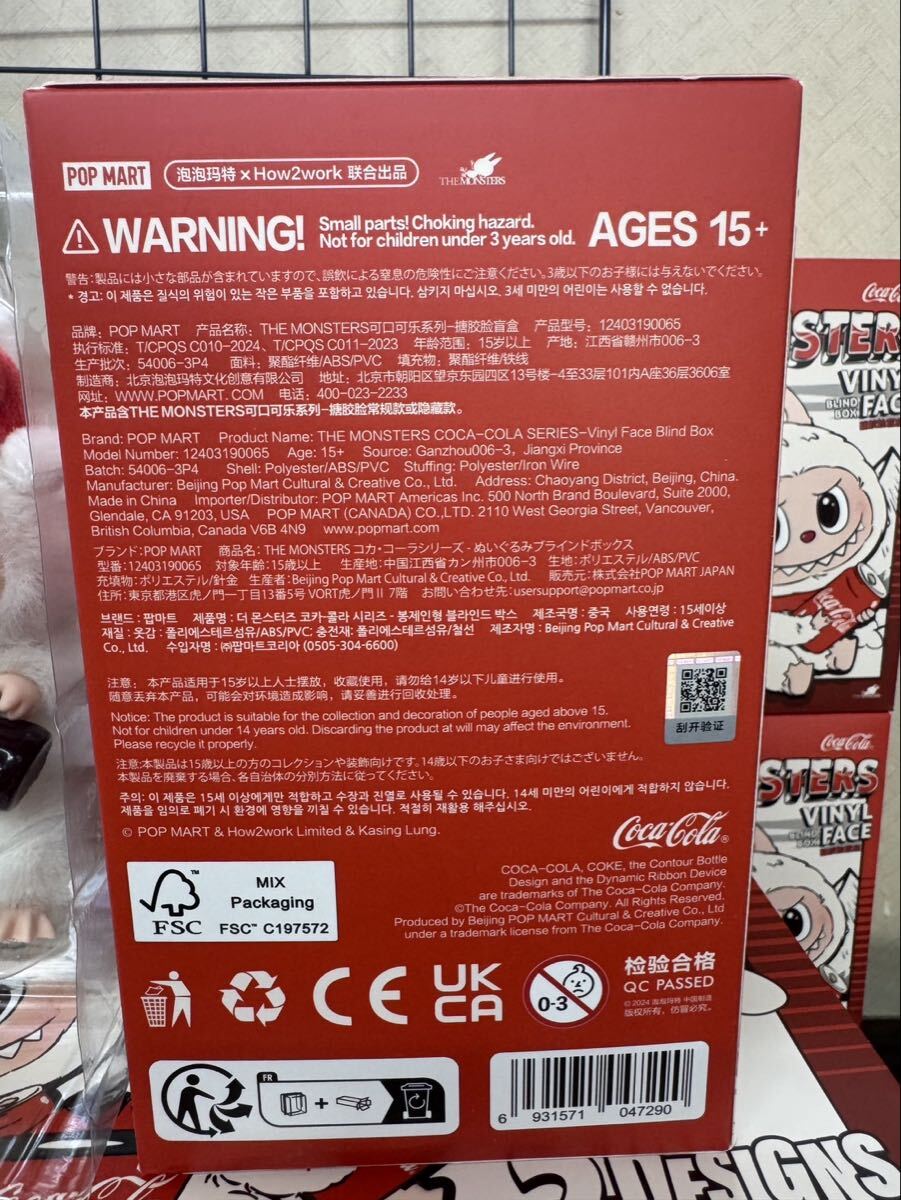 POP MART 泡泡玛特×How2work 联合出品 THE MONSTERS
WARNING! Small parts! Choking hazard.
Not for children under 3 years old. AGES 15+
警告:製品には小さな部品が含まれていますので、誤飲による窒息の危険性にご注意ください。3歳以下のお子様には与えないでください。
* 경고: 이 제품은 질식의 위험이 있는 작은 부품을 포함하고 있습니다. 삼키지 마십시오. 3세 미만의 어린이는 사용할 수 없습니다.
品牌：POP MART 产品名称：THE MONSTERS可口可乐系列-搪胶脸盲盒 产品型号：12403190065
执行标准：T/CPQS C010-2024、T/CPQS C011-2023 年龄范围：15岁以上 产地：江西省赣州市006-3
生产批次：54006-3P4 面料：聚酯纤维/ABS/PVC 填充物：聚酯纤维/铁线
制造商：北京泡泡玛特文化创意有限公司 地址：北京市朝阳区望京东园四区13号楼-4至33层101内A座36层3606室
网址：WWW.POPMART.COM 电话：400-023-2233
本产品含THE MONSTERS可口可乐系列-搪胶脸常规款或隐藏款。
Brand: POP MART Product Name: THE MONSTERS COCA-COLA SERIES-Vinyl Face Blind Box
Model Number: 12403190065 Age: 15+ Source: Ganzhou006-3, Jiangxi Province
Batch: 54006-3P4 Shell: Polyester/ABS/PVC Stuffing: Polyester/Iron Wire
Manufacturer: Beijing Pop Mart Cultural & Creative Co., Ltd. Address: Chaoyang District, Beijing, China.
Made in China Importer/Distributor: POP MART Americas Inc. 500 North Brand Boulevard, Suite 2000,
Glendale, CA 91203, USA POP MART (CANADA) CO.,LTD. 2110 West Georgia Street, Vancouver,
British Columbia, Canada V6B 4N9 www.popmart.com
ブランド:POP MART 商品名: THE MONSTERS コカ・コーラシリーズ - ぬいぐるみブラインドボックス
型番:12403190065 対象年齢:15歳以上 生産地:中国江西省カン州市006-3 生地:ポリエステル/ABS/PVC
充填物:ポリエステル/針金 生産者:Beijing Pop Mart Cultural & Creative Co., Ltd. 販売元:株式会社POP MART JAPAN
住所:東京都港区虎ノ門一丁目13番5号 VORT虎ノ門Ⅱ 7階 お問い合わせ先:usersupport@popmart.co.jp
브랜드 : 팝마트 제품명 : 더 몬스터즈 코카-콜라 시리즈 - 봉제인형 블라인드 박스 제조국명 : 중국 사용연령 : 15세이상
재질 : 옷감 : 폴리에스테르섬유/ABS/PVC; 충전재: 폴리에스테르섬유/철선 제조자명 : Beijing Pop Mart Cultural & Creative
Co., Ltd. 수입자명 : ㈜팝마트코리아 (0505-304-6600)
注意：本产品适用于15岁以上人士摆放，收藏使用，请勿给14岁以下儿童进行使用。
随意丢弃本产品，可能会对环境造成影响，请妥善进行回收处理。
刮开验证
Notice: The product is suitable for the collection and decoration of people aged above 15.
Not for children under 14 years old. Discarding the product at will may affect the environment.
Please recycle it properly.
注意:本製品は15歳以上の方のコレクションや装飾向けです。14歳以下のお子さま向けではございません。
本製品を廃棄する場合、各自治体の分別方法に従ってください。
주의: 이 제품은 15세 이상에게만 적합하고 수장과 진열로 사용될 수 있습니다. 14세 미만의 어린이에게 적합하지 않습니다.
제품을 임의로 폐기 시 환경에 영향을 끼칠 수 있습니다. 적절히 재활용 해주십시오.
© POP MART & How2work Limited & Kasing Lung.
Coca-Cola®
COCA-COLA, COKE, the Contour Bottle
Design and the Dynamic Ribbon Device
are trademarks of The Coca-Cola Company.
©The Coca-Cola Company. All Rights Reserved.
Produced by Beijing POP MART Cultural & Creative Co., Ltd
under a trademark license from The Coca-Cola Company.
FSC™
MIX
Packaging
FSC™ C197572
CE
UK
CA
0-3
检验合格
QC PASSED
© 2024 泡泡玛特 中国制造
版权所有，仿冒必究。
FR
6 931571 047290
Coca-Cola
STERS
VINY
BLIND BOX FAC
Coca-Cola
Coca-Cola
STERS
VINYL
BLIND BOX FACE
DESIGNS